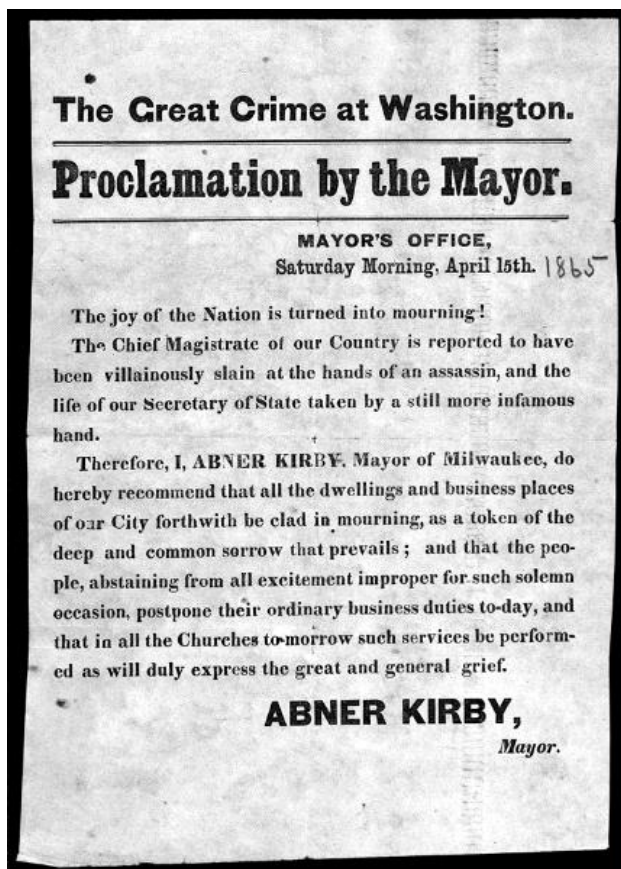 The Great Crime at Washington.
Proclamation by the Mayor.
MAYOR'S OFFICE,
Saturday Morning, April 15th. 1865
The joy of the Nation is turned into mourning!
The Chief Magistrate of our Country is reported to have
been villainously slain at the hands of an assassin, and the
life of our Secretary of State taken by a still more infamous
hand.
Therefore, I, ABNER KIRBY, Mayor of Milwaukee, do
hereby recommend that all the dwellings and business places
of our City forthwith be clad in mourning, as a token of the
deep and common sorrow that prevails; and that the peo-
ple, abstaining from all excitement improper for such solemn
occasion, postpone their ordinary business duties to-day, and
that in all the Churches to-morrow such services be perform-
ed as will duly express the great and general grief.
ABNER KIRBY,
Mayor.